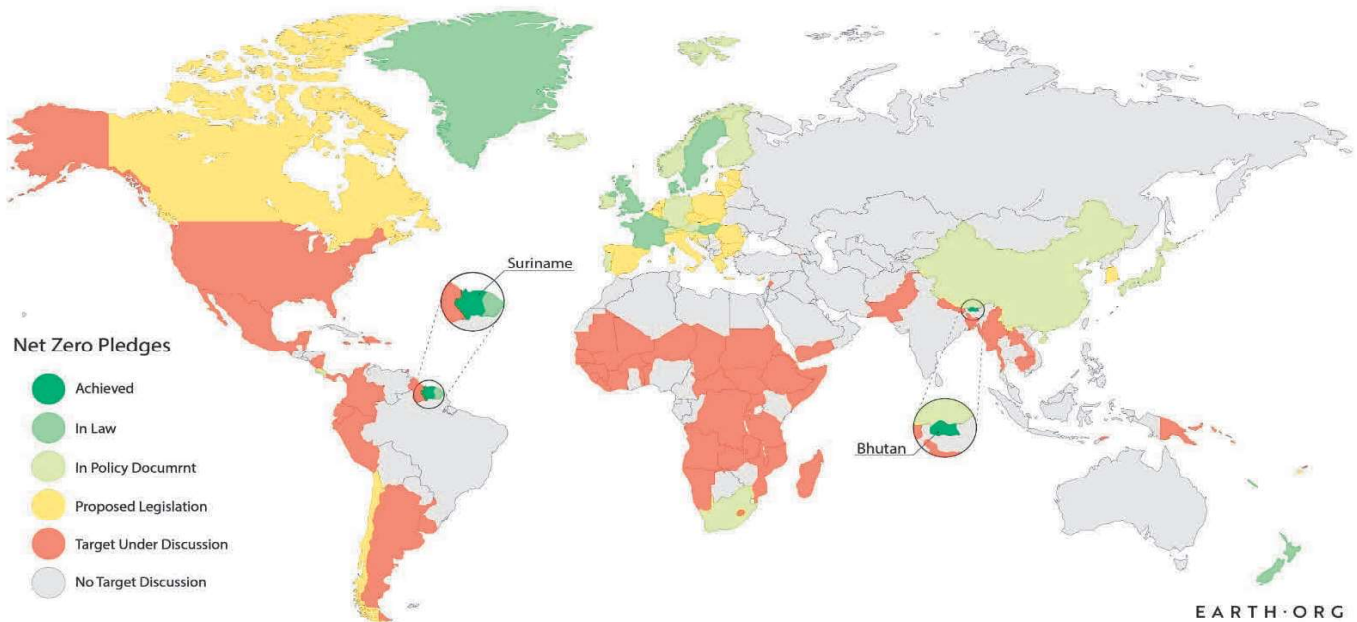 Suriname
Net Zero Pledges
Achieved
In Law
In Policy Documrnt
Bhutan
Proposed Legislation
Target Under Discussion
No Target Discussion
EARTH·ORG